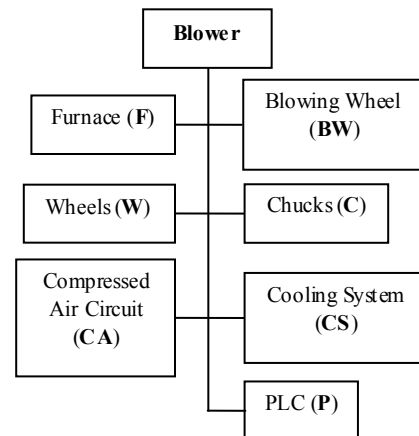 Blower
Furnace (F)
Blowing Wheel
(BW)
Wheels (W)
Chucks (C)
Compressed
Air Circuit
(CA)
Cooling System
(CS)
PLC (P)